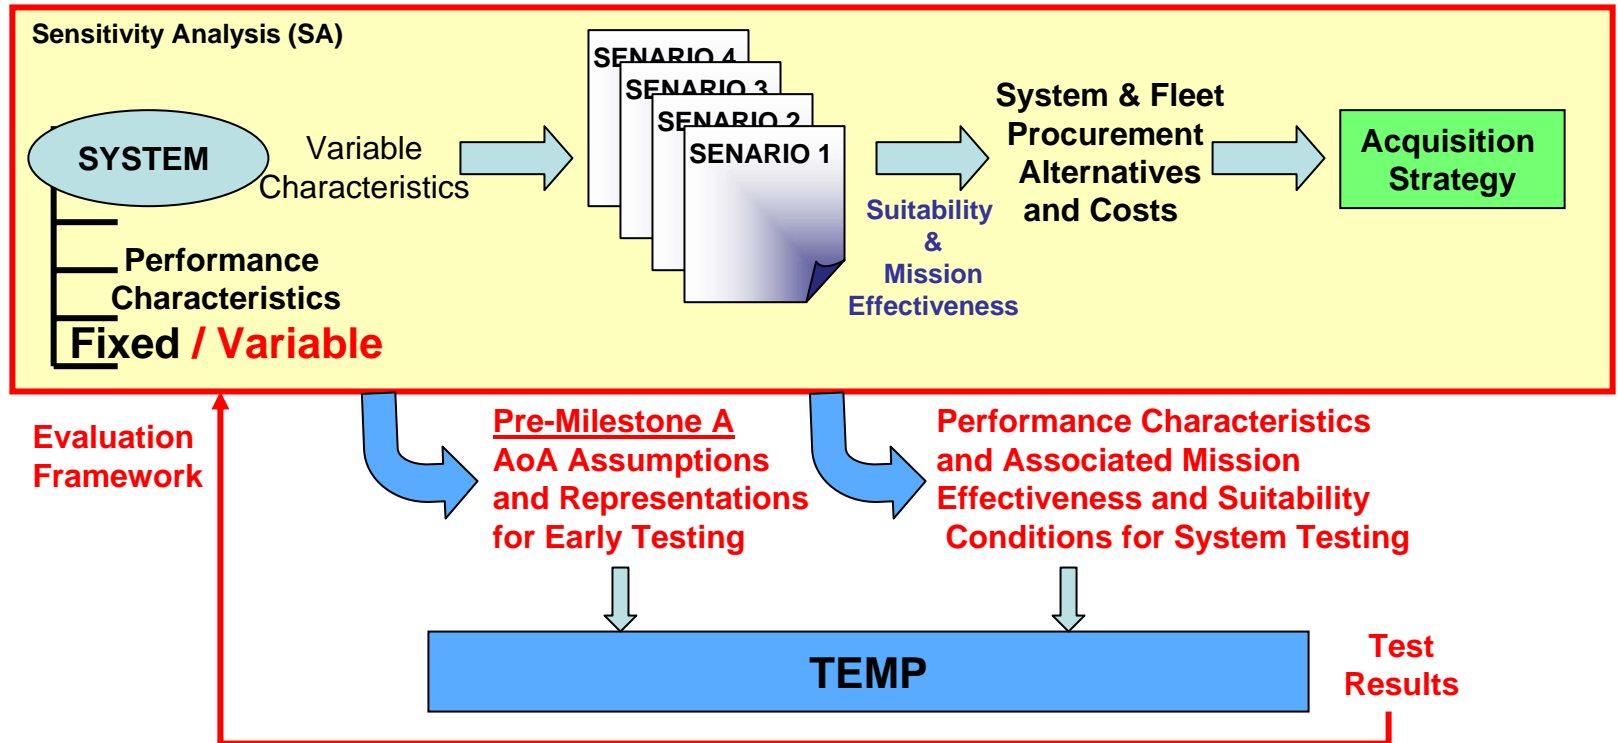 Sensitivity Analysis (SA)
SYSTEM
Variable
Characteristics
Performance
Characteristics
Fixed / Variable
SENARIO 4
SENARIO 3
SENARIO 2
SENARIO 1
Suitability
&
Mission
Effectiveness
System & Fleet
Procurement
Alternatives
and Costs
Acquisition
Strategy
Evaluation
Framework
Pre-Milestone A
AoA Assumptions
and Representations
for Early Testing
Performance Characteristics
and Associated Mission
Effectiveness and Suitability
Conditions for System Testing
TEMP
Test
Results